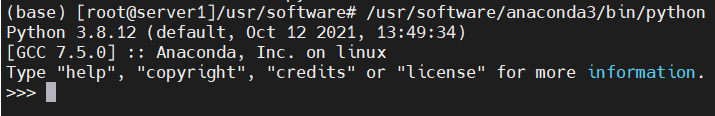 (base) [root@server1]/usr/software# /usr/software/anaconda3/bin/python
Python 3.8.12 (default, Oct 12 2021, 13:49:34)
[GCC 7.5.0] :: Anaconda, Inc. on linux
Type "help", "copyright", "credits" or "license" for more information.
>>>